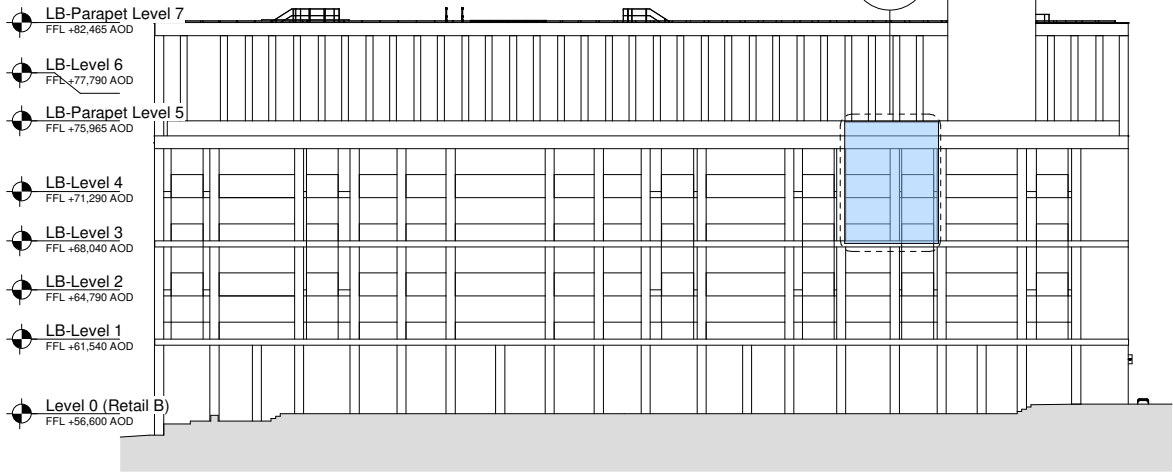 LB-Parapet Level 7
FFL +82,465 AOD
LB-Level 6
FFL +77,790 AOD
LB-Parapet Level 5
FFL +75,965 AOD
LB-Level 4
FFL +71,290 AOD
LB-Level 3
FFL +68,040 AOD
LB-Level 2
FFL +64,790 AOD
LB-Level 1
FFL +61,540 AOD
Level 0 (Retail B)
FFL +56,600 AOD